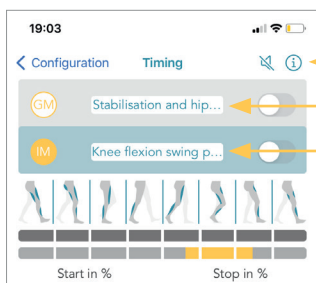 19:03
Configuration Timing
GM Stabilisation and hip...
IM Knee flexion swing p...
Start in % Stop in %